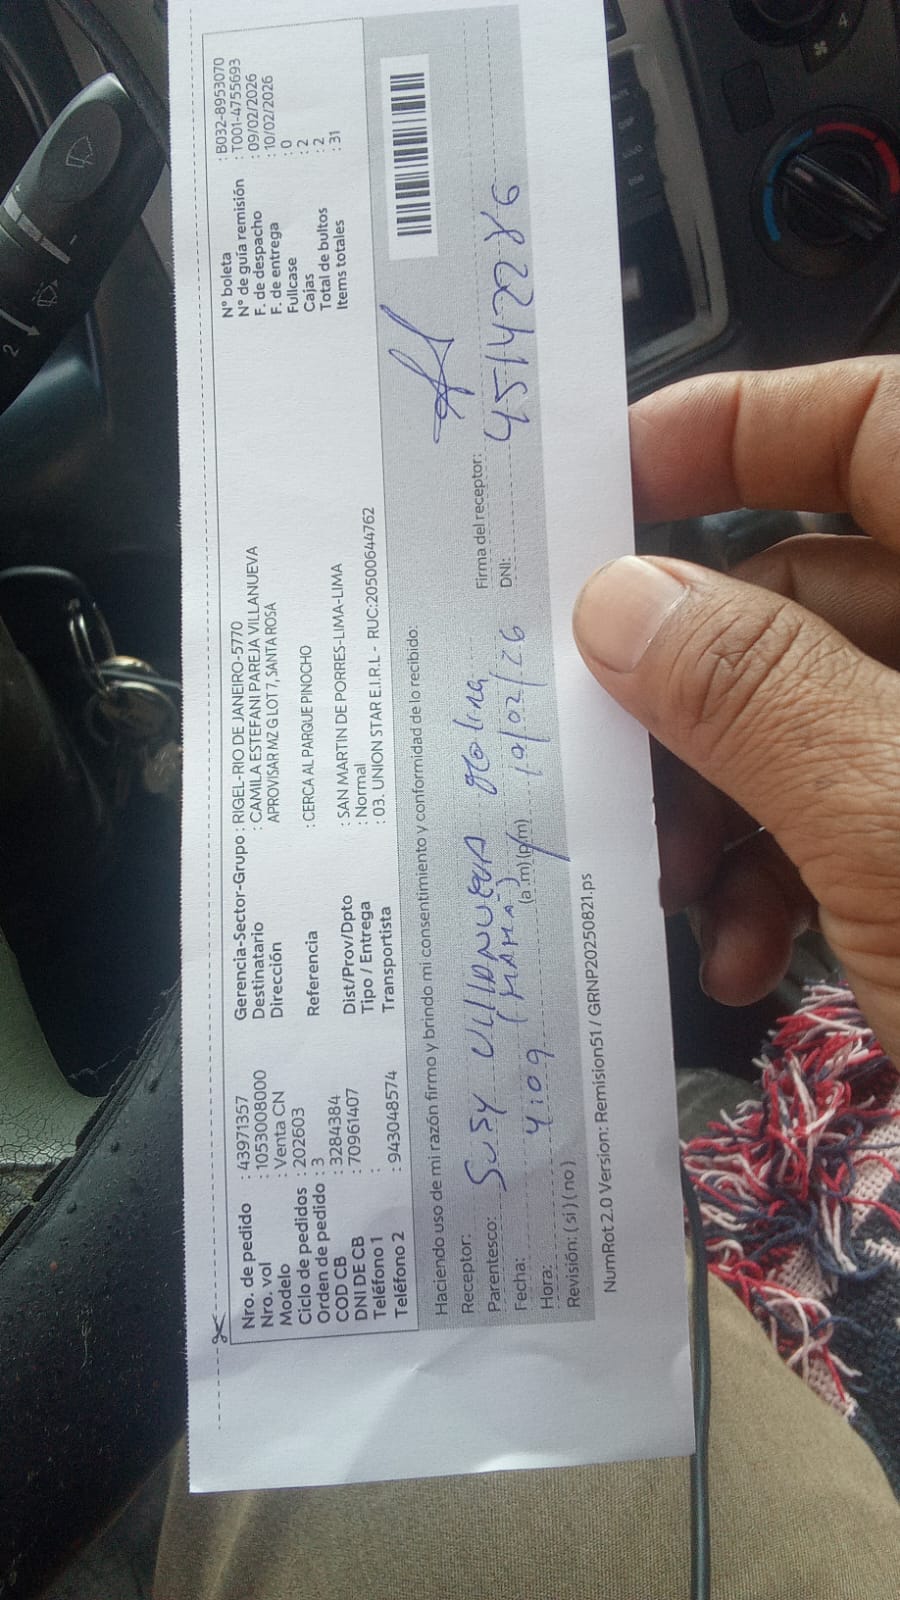 Nro. de pedido : 43971357
Nro. vol : 1053008000
Modelo : Venta CN
Ciclo de pedidos : 202603
Orden de pedido : 3
COD CB : 3284384
DNI DE CB : 70961407
Teléfono 1 :
Teléfono 2 : 943048574
Gerencia-Sector-Grupo : RIGEL-RIO DE JANEIRO-5770
Destinatario : CAMILA ESTEFANI PAREJA VILLANUEVA
Dirección APROVISAR MZ G LOT 7, SANTA ROSA
Referencia : CERCA AL PARQUE PINOCHO
Dist/Prov/Dpto : SAN MARTIN DE PORRES-LIMA-LIMA
Tipo / Entrega : Normal
Transportista : 03. UNION STAR E.I.R.L - RUC:20500644762
N° boleta : B032-8953070
N° de guía remisión : T001-4755693
F. de despacho : 09/02/2026
F. de entrega : 10/02/2026
Fullcase : 0
Cajas : 2
Total de bultos : 2
Items totales : 31
Haciendo uso de mi razón firmo y brindo mi consentimiento y conformidad de lo recibido:
Receptor: SUSY VILLANUEVA Molina Firma del receptor:
Parentesco: (MAMA) DNI: 45142286
Fecha: 4:09 (a .m) (p/m) 10/02/26
Hora:
Revisión: ( si ) ( no )
NumRot 2.0 Version: Remision51 / GRNP20250821.ps
2
4